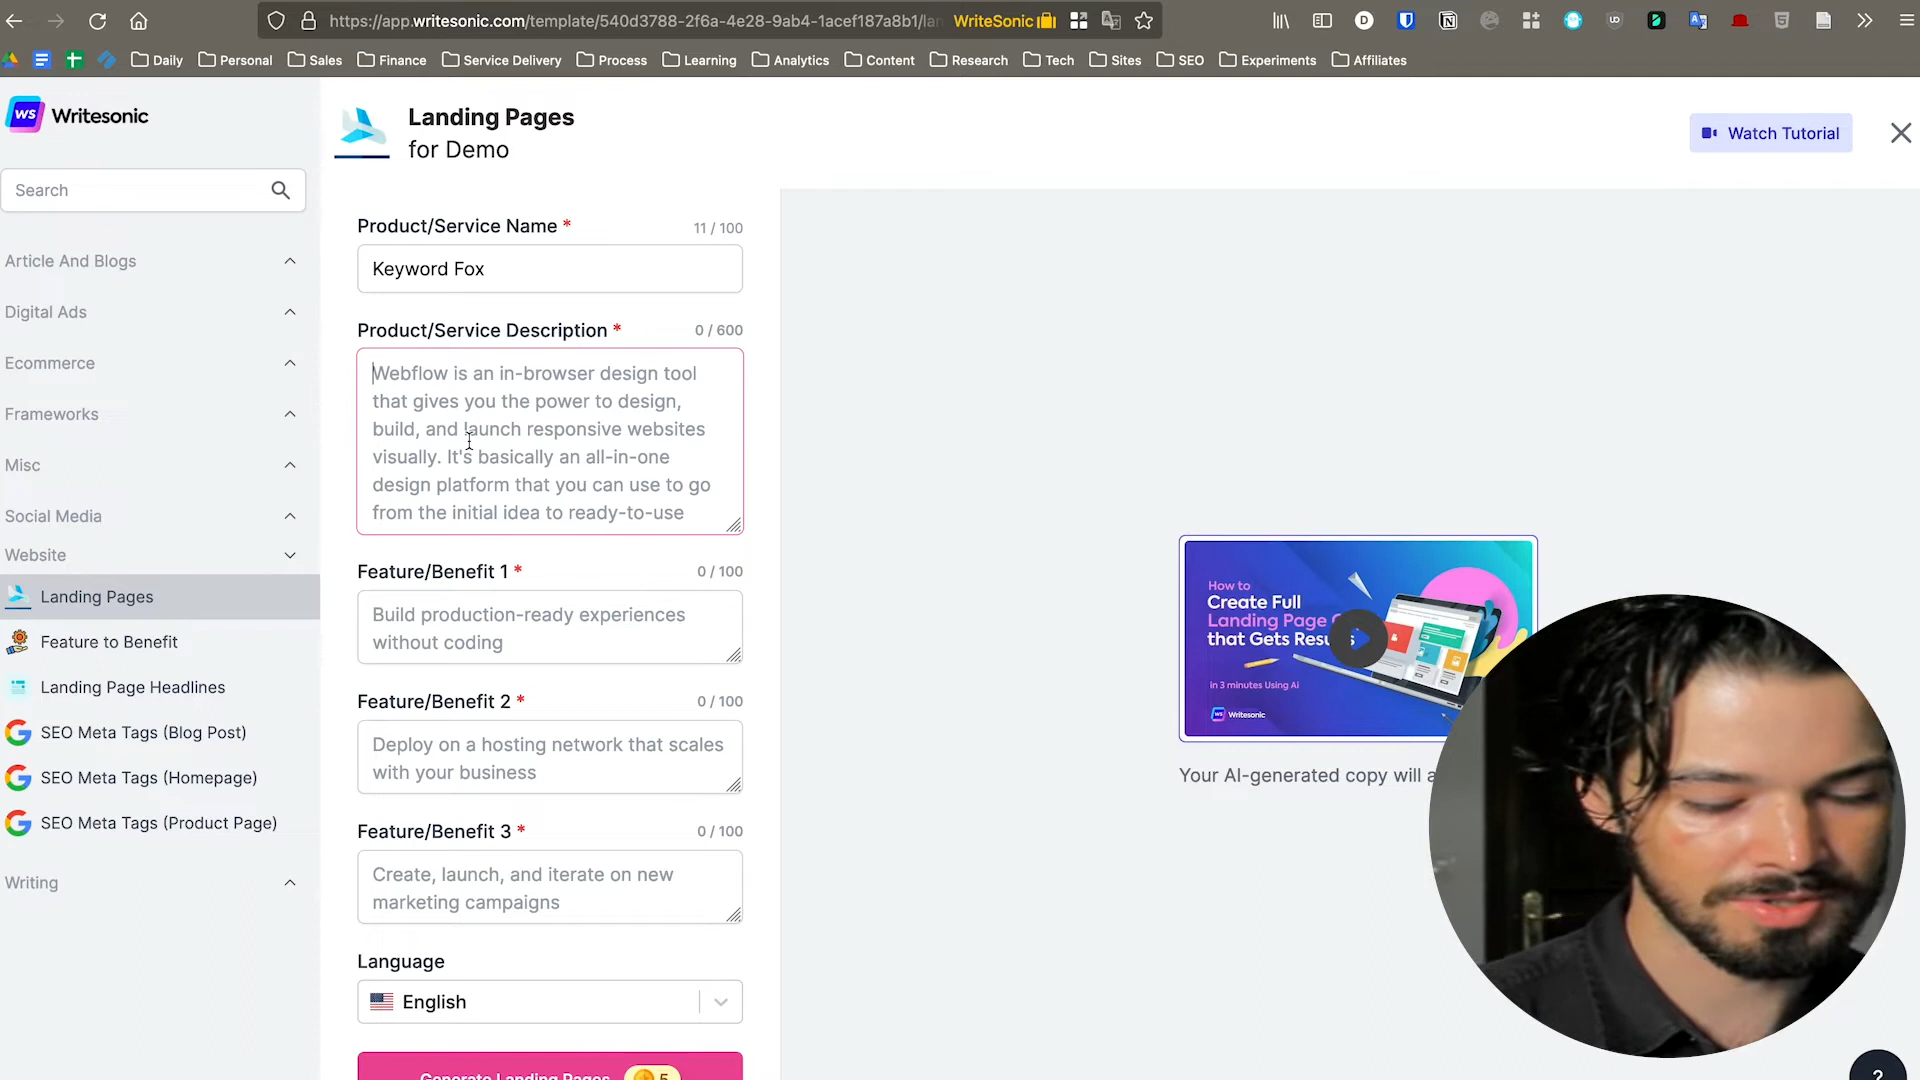 https://app.writesonic.com/template/540d3788-2f6a-4e28-9ab4-1acef187a8b1/lan
WriteSonic
Daily
Personal
Sales
Finance
Service Delivery
Process
Learning
Analytics
Content
Research
Tech
Sites
SEO
Experiments
Affiliates
WS Writesonic
Search
Article And Blogs
Digital Ads
Ecommerce
Frameworks
Misc
Social Media
Website
Landing Pages
Feature to Benefit
Landing Page Headlines
SEO Meta Tags (Blog Post)
SEO Meta Tags (Homepage)
SEO Meta Tags (Product Page)
Writing
Landing Pages
for Demo
Watch Tutorial
Product/Service Name * 11 / 100
Keyword Fox
Product/Service Description * 0 / 600
Webflow is an in-browser design tool
that gives you the power to design,
build, and launch responsive websites
visually. It's basically an all-in-one
design platform that you can use to go
from the initial idea to ready-to-use
Feature/Benefit 1 * 0 / 100
Build production-ready experiences
without coding
Feature/Benefit 2 * 0 / 100
Deploy on a hosting network that scales
with your business
Feature/Benefit 3 * 0 / 100
Create, launch, and iterate on new
marketing campaigns
Language
English
Generate Landing Pages 5
How to
Create Full
Landing Page
that Gets
in 3 minutes Using AI
WS Writesonic
Your AI-generated copy will
?